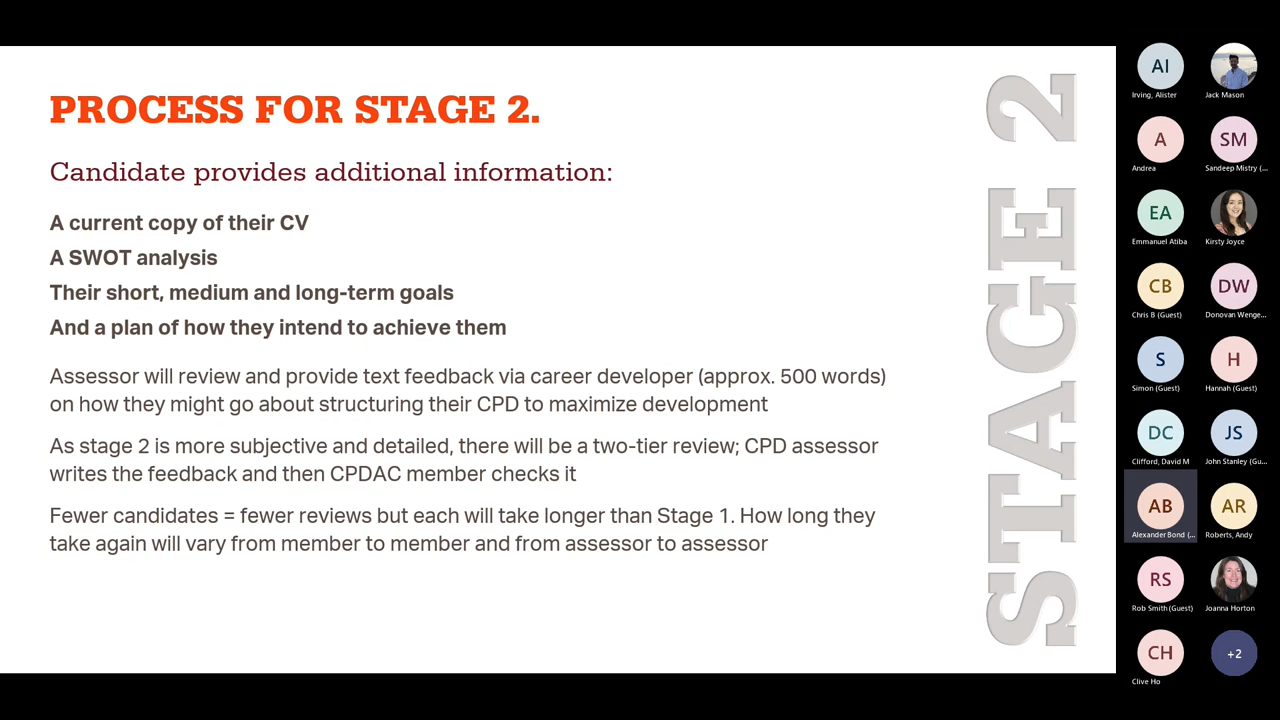 PROCESS FOR STAGE 2.
Candidate provides additional information:
A current copy of their CV
A SWOT analysis
Their short, medium and long-term goals
And a plan of how they intend to achieve them
Assessor will review and provide text feedback via career developer (approx. 500 words)
on how they might go about structuring their CPD to maximize development
As stage 2 is more subjective and detailed, there will be a two-tier review; CPD assessor
writes the feedback and then CPDAC member checks it
Fewer candidates = fewer reviews but each will take longer than Stage 1. How long they
take again will vary from member to member and from assessor to assessor
STAGE 2
AI
Irving, Alister
Jack Mason
A
Andrea
SM
Sandeep Mistry (...
EA
Emmanuel Atiba
Kirsty Joyce
CB
Chris B (Guest)
DW
Donovan Wenge...
S
Simon (Guest)
H
Hannah (Guest)
DC
Clifford, David M
JS
John Stanley (Gu...
AB
Alexander Bond (...
AR
Roberts, Andy
RS
Rob Smith (Guest)
Joanna Horton
CH
Clive Ho
+2